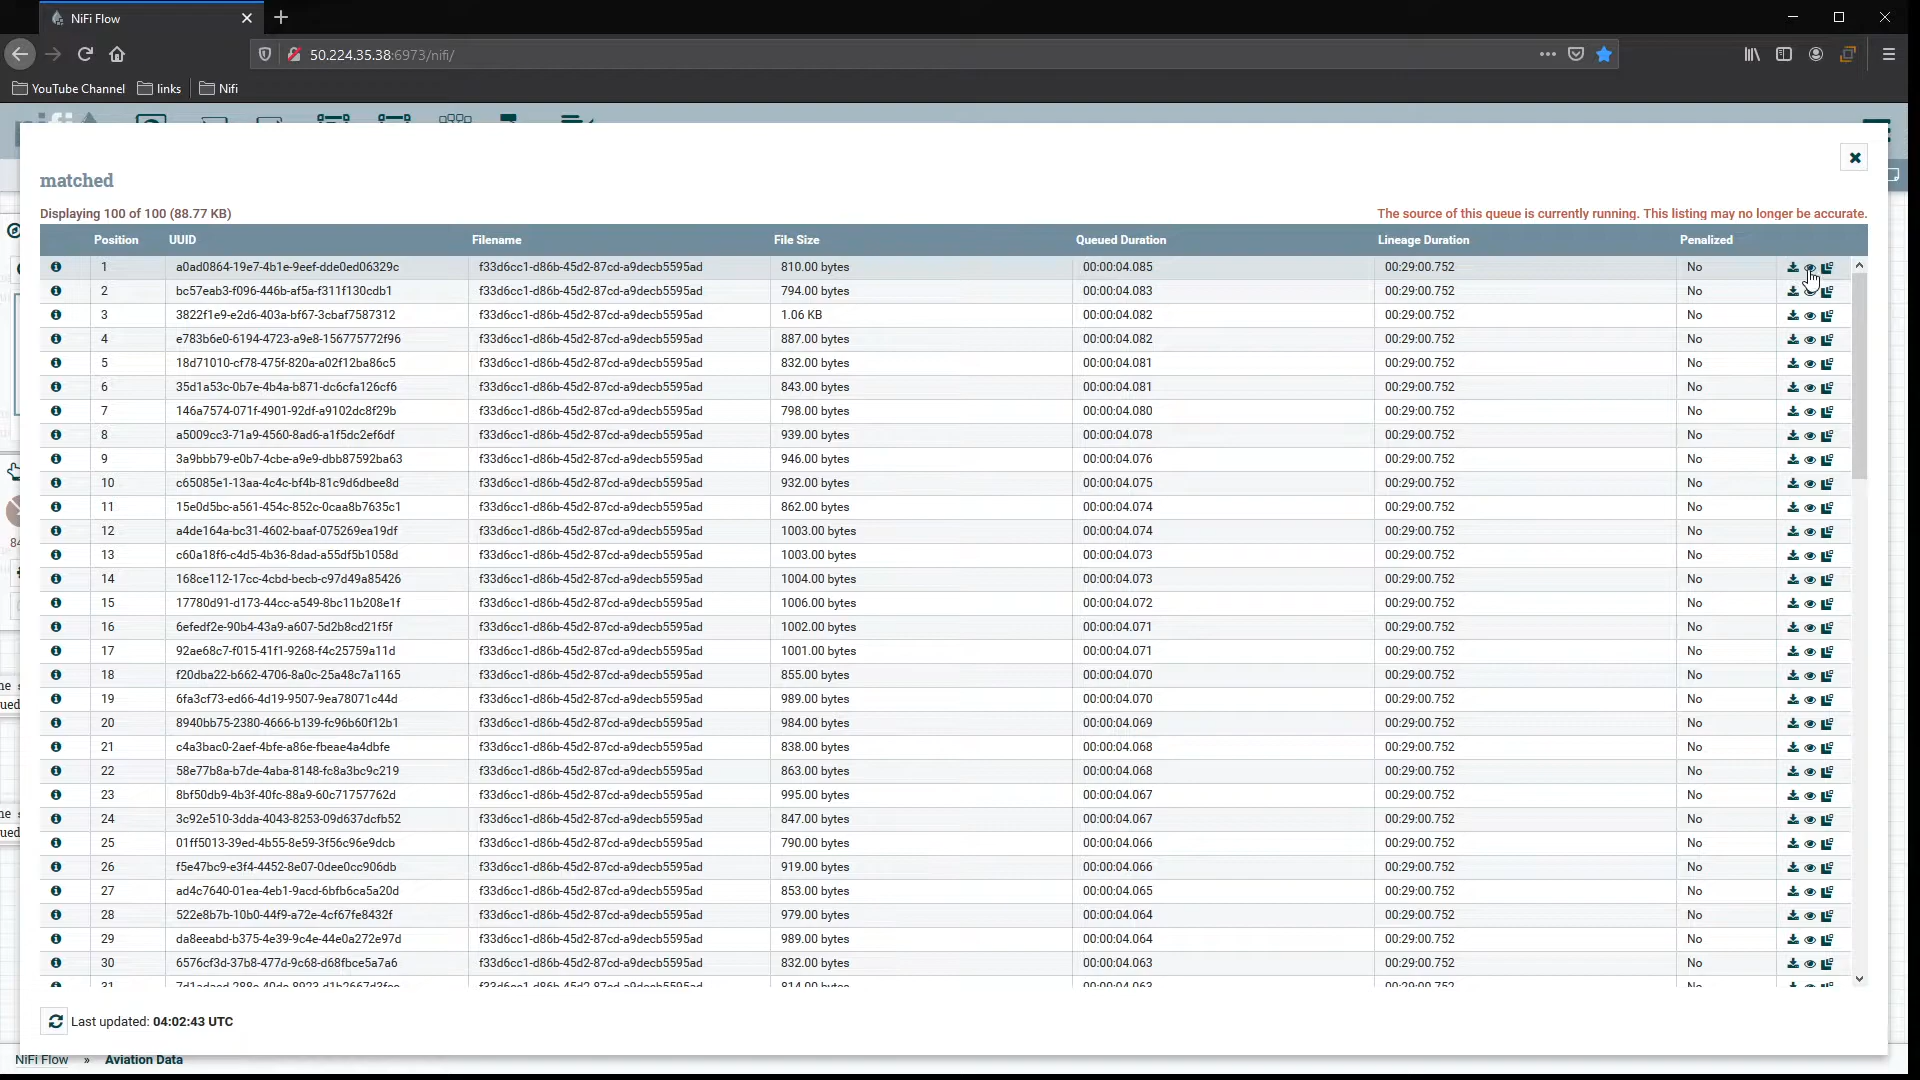 NiFi Flow
50.224.35.38:6973/nifi/
YouTube Channel links Nifi
matched
Displaying 100 of 100 (88.77 KB) The source of this queue is currently running. This listing may no longer be accurate.
Position UUID Filename File Size Queued Duration Lineage Duration Penalized
1 a0ad0864-19e7-4b1e-9eef-dde0ed06329c f33d6cc1-d86b-45d2-87cd-a9decb5595ad 810.00 bytes 00:00:04.085 00:29:00.752 No
2 bc57eab3-f096-446b-af5a-f311f130cdb1 f33d6cc1-d86b-45d2-87cd-a9decb5595ad 794.00 bytes 00:00:04.083 00:29:00.752 No
3 3822f1e9-e2d6-403a-bf67-3cbaf7587312 f33d6cc1-d86b-45d2-87cd-a9decb5595ad 1.06 KB 00:00:04.082 00:29:00.752 No
4 e783b6e0-6194-4723-a9e8-156775772f96 f33d6cc1-d86b-45d2-87cd-a9decb5595ad 887.00 bytes 00:00:04.082 00:29:00.752 No
5 18d71010-cf78-475f-820a-a02f12ba86c5 f33d6cc1-d86b-45d2-87cd-a9decb5595ad 832.00 bytes 00:00:04.081 00:29:00.752 No
6 35d1a53c-0b7e-4b4a-b871-dc6cfa126cf6 f33d6cc1-d86b-45d2-87cd-a9decb5595ad 843.00 bytes 00:00:04.081 00:29:00.752 No
7 146a7574-071f-4901-92df-a9102dc8f29b f33d6cc1-d86b-45d2-87cd-a9decb5595ad 798.00 bytes 00:00:04.080 00:29:00.752 No
8 a5009cc3-71a9-4560-8ad6-a1f5dc2ef6df f33d6cc1-d86b-45d2-87cd-a9decb5595ad 939.00 bytes 00:00:04.078 00:29:00.752 No
9 3a9bbb79-e0b7-4cbe-a9e9-dbb87592ba63 f33d6cc1-d86b-45d2-87cd-a9decb5595ad 946.00 bytes 00:00:04.076 00:29:00.752 No
10 c65085e1-13aa-4c4c-bf4b-81c9d6dbee8d f33d6cc1-d86b-45d2-87cd-a9decb5595ad 932.00 bytes 00:00:04.075 00:29:00.752 No
11 15e0d5bc-a561-454c-852c-0caa8b7635c1 f33d6cc1-d86b-45d2-87cd-a9decb5595ad 862.00 bytes 00:00:04.074 00:29:00.752 No
12 a4de164a-bc31-4602-baaf-075269ea19df f33d6cc1-d86b-45d2-87cd-a9decb5595ad 1003.00 bytes 00:00:04.074 00:29:00.752 No
13 c60a18f6-c4d5-4b36-8dad-a55df5b1058d f33d6cc1-d86b-45d2-87cd-a9decb5595ad 1003.00 bytes 00:00:04.073 00:29:00.752 No
14 168ce112-17cc-4cbd-becb-c97d49a85426 f33d6cc1-d86b-45d2-87cd-a9decb5595ad 1004.00 bytes 00:00:04.073 00:29:00.752 No
15 17780d91-d173-44cc-a549-8bc11b208e1f f33d6cc1-d86b-45d2-87cd-a9decb5595ad 1006.00 bytes 00:00:04.072 00:29:00.752 No
16 6efedf2e-90b4-43a9-a607-5d2b8cd21f5f f33d6cc1-d86b-45d2-87cd-a9decb5595ad 1002.00 bytes 00:00:04.071 00:29:00.752 No
17 92ae68c7-f015-41f1-9268-f4c25759a11d f33d6cc1-d86b-45d2-87cd-a9decb5595ad 1001.00 bytes 00:00:04.071 00:29:00.752 No
18 f20dba22-b662-4706-8a0c-25a48c7a1165 f33d6cc1-d86b-45d2-87cd-a9decb5595ad 855.00 bytes 00:00:04.070 00:29:00.752 No
19 6fa3cf73-ed66-4d19-9507-9ea78071c44d f33d6cc1-d86b-45d2-87cd-a9decb5595ad 989.00 bytes 00:00:04.070 00:29:00.752 No
20 8940bb75-2380-4666-b139-fc96b60f12b1 f33d6cc1-d86b-45d2-87cd-a9decb5595ad 984.00 bytes 00:00:04.069 00:29:00.752 No
21 c4a3bac0-2aef-4bfe-a86e-fbeae4a4dbfe f33d6cc1-d86b-45d2-87cd-a9decb5595ad 838.00 bytes 00:00:04.068 00:29:00.752 No
22 58e77b8a-b7de-4aba-8148-fc8a3bc9c219 f33d6cc1-d86b-45d2-87cd-a9decb5595ad 863.00 bytes 00:00:04.068 00:29:00.752 No
23 8bf50db9-4b3f-40fc-88a9-60c71757762d f33d6cc1-d86b-45d2-87cd-a9decb5595ad 995.00 bytes 00:00:04.067 00:29:00.752 No
24 3c92e510-3dda-4043-8253-09d637dcfb52 f33d6cc1-d86b-45d2-87cd-a9decb5595ad 847.00 bytes 00:00:04.067 00:29:00.752 No
25 01ff5013-39ed-4b55-8e59-3f56c96e9dcb f33d6cc1-d86b-45d2-87cd-a9decb5595ad 790.00 bytes 00:00:04.066 00:29:00.752 No
26 f5e47bc9-e3f4-4452-8e07-0dee0cc906db f33d6cc1-d86b-45d2-87cd-a9decb5595ad 919.00 bytes 00:00:04.066 00:29:00.752 No
27 ad4c7640-01ea-4eb1-9acd-6bfb6ca5a20d f33d6cc1-d86b-45d2-87cd-a9decb5595ad 853.00 bytes 00:00:04.065 00:29:00.752 No
28 522e8b7b-10b0-44f9-a72e-4cf67fe8432f f33d6cc1-d86b-45d2-87cd-a9decb5595ad 979.00 bytes 00:00:04.064 00:29:00.752 No
29 da8eeabd-b375-4e39-9c4e-44e0a272e97d f33d6cc1-d86b-45d2-87cd-a9decb5595ad 989.00 bytes 00:00:04.064 00:29:00.752 No
30 6576cf3d-37b8-477d-9c68-d68fbce5a7a6 f33d6cc1-d86b-45d2-87cd-a9decb5595ad 832.00 bytes 00:00:04.063 00:29:00.752 No
Last updated: 04:02:43 UTC
NiFi Flow » Aviation Data